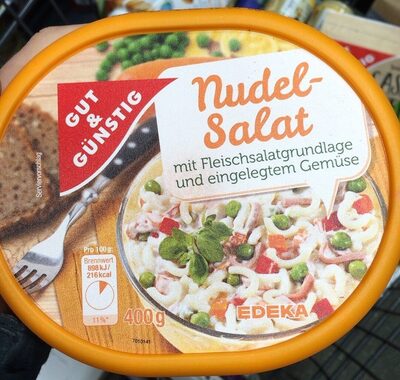 GUT
&
GÜNSTIG
Nudel-
Salat
mit Fleischsalatgrundlage
und eingelegtem Gemüse
Serviervorschlag
Pro 100g:
Brennwert
898 kJ/
216 kcal
11%*
400g
EDEKA